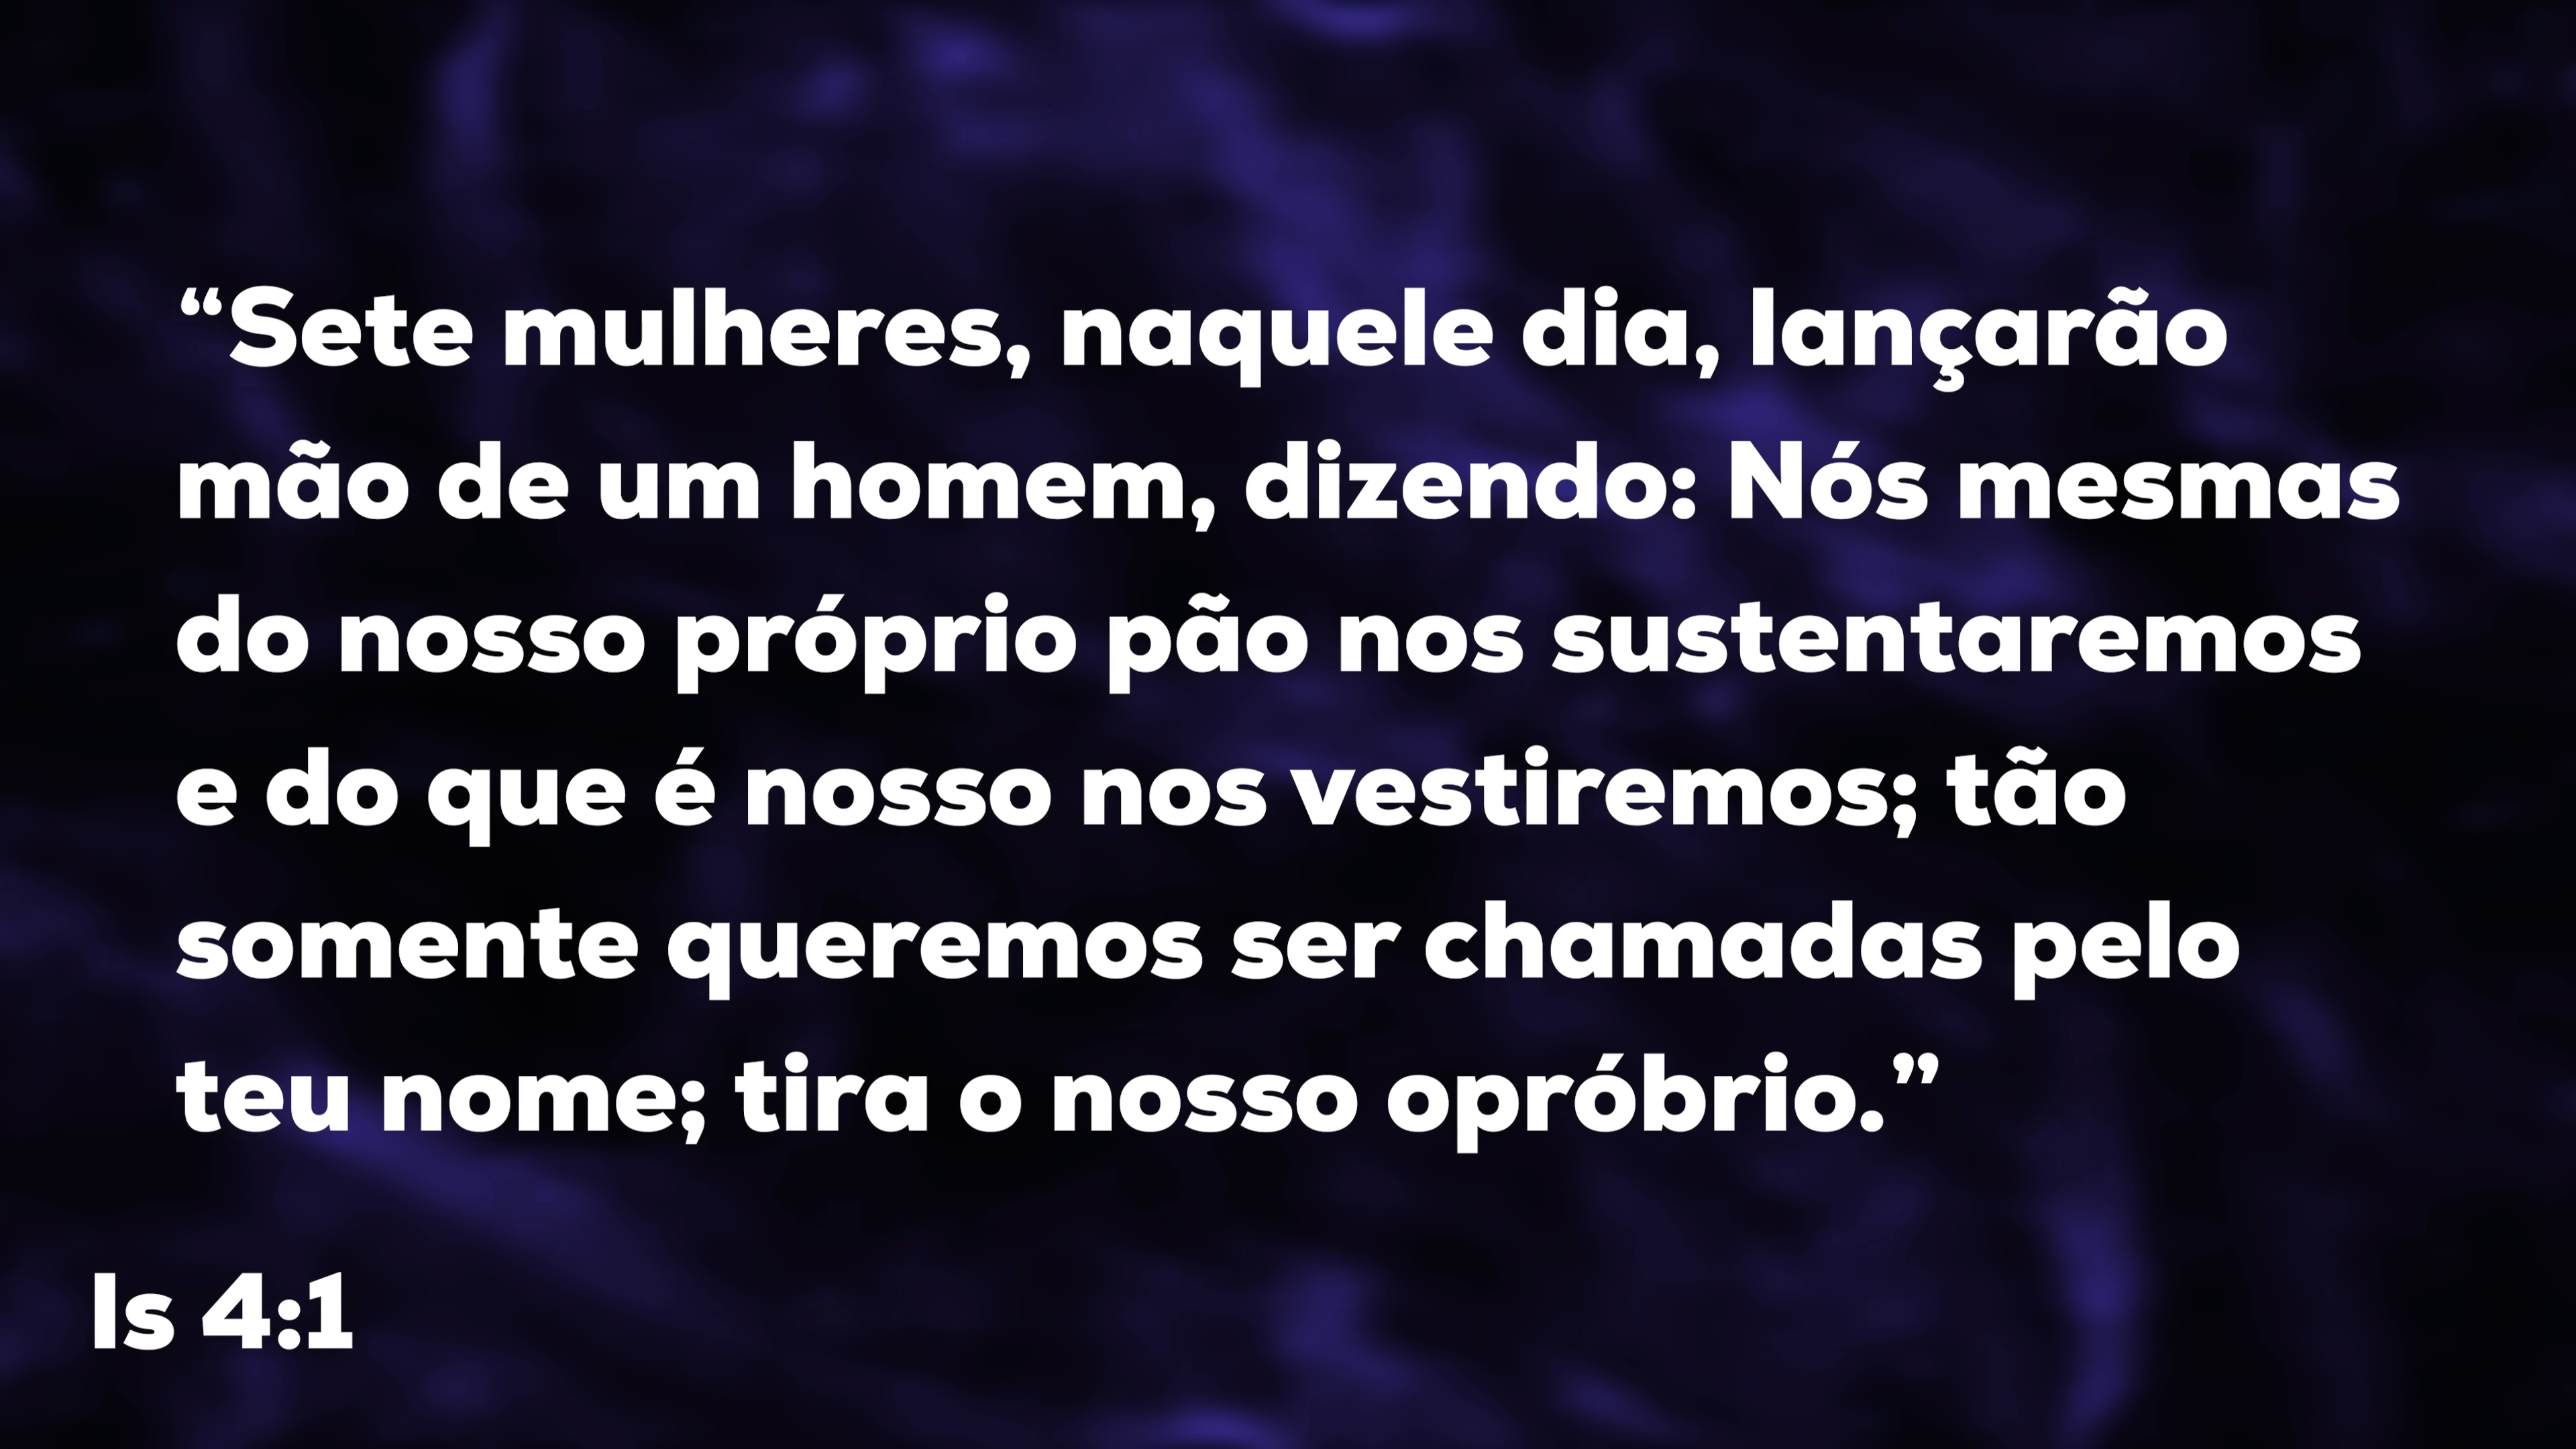 “Sete mulheres, naquele dia, lançarão
mão de um homem, dizendo: Nós mesmas
do nosso próprio pão nos sustentaremos
e do que é nosso nos vestiremos; tão
somente queremos ser chamadas pelo
teu nome; tira o nosso opróbrio.”
Is 4:1